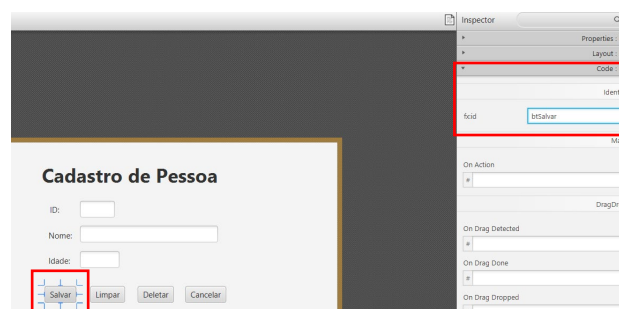 Inspector
Properties :
Layout :
Code :
fx:id
btSalvar
On Action
#
On Drag Detected
#
On Drag Done
#
On Drag Dropped
Cadastro de Pessoa
ID:
Nome:
Idade:
Salvar Limpar Deletar Cancelar